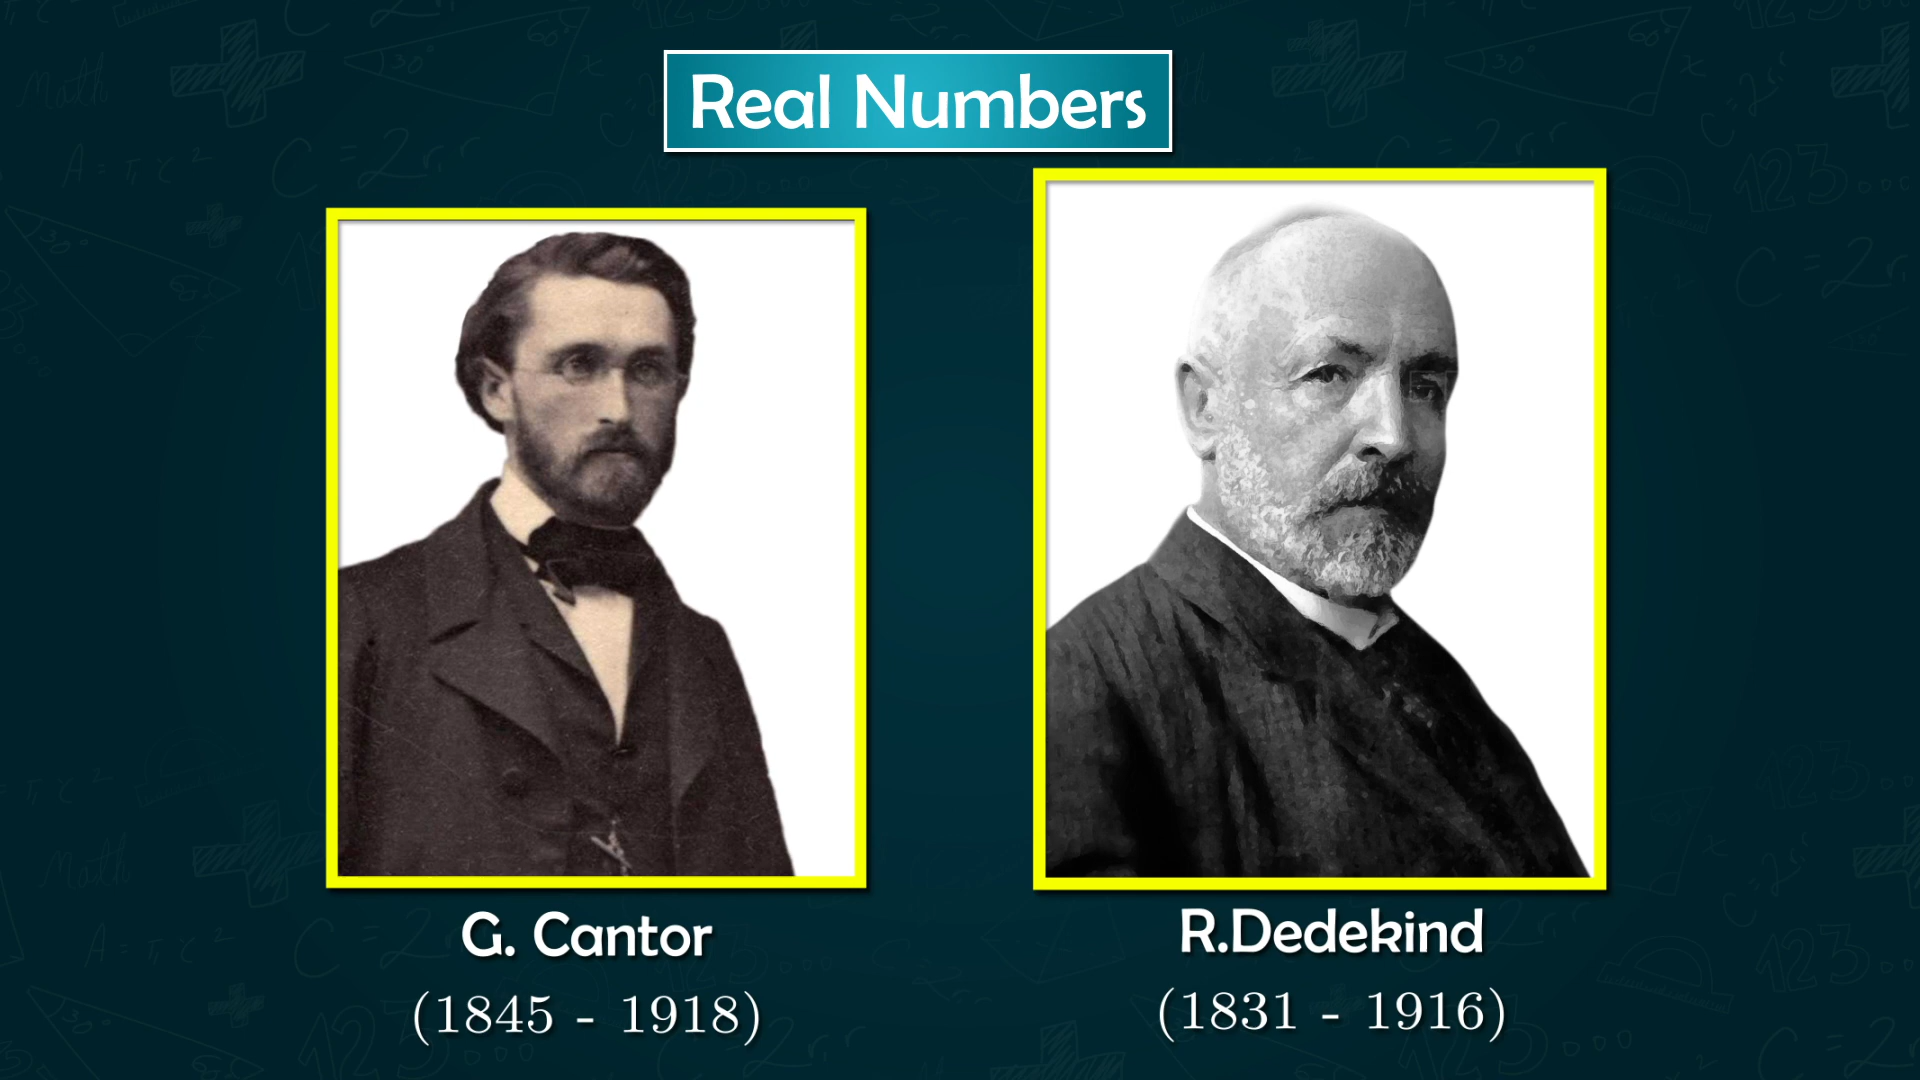 Real Numbers
G. Cantor
(1845 - 1918)
R.Dedekind
(1831 - 1916)